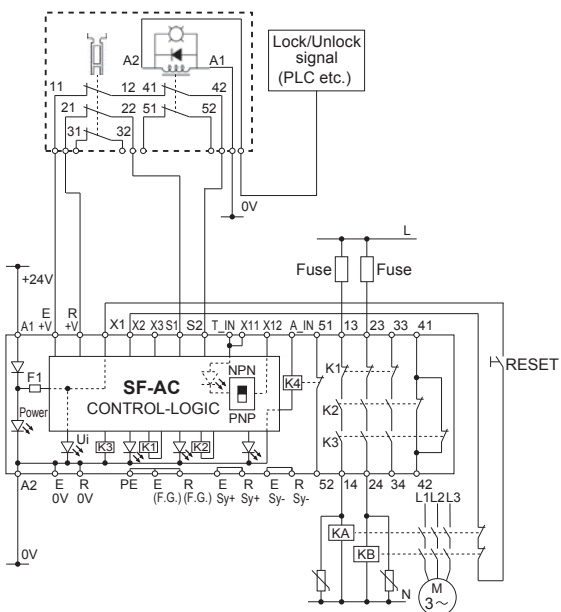 Lock/Unlock
signal
(PLC etc.)
A2 A1
11 12 41 42
21 22 51 52
31 32
0V
L
+24V
Fuse Fuse
A1 E +V R +V X1 X2 X3 S1 S2 T_IN X11 X12 A_IN 51 13 23 33 41
RESET
F1
SF-AC
CONTROL-LOGIC
NPN
PNP
K4
K1
K2
K3
Power
Ui
K3 K1 K2
A2 E 0V R 0V PE E (F.G.) R (F.G.) E Sy+ R Sy+ E Sy- R Sy- 52 14 24 34 42
L1 L2 L3
0V
KA
KB
N
M
3~